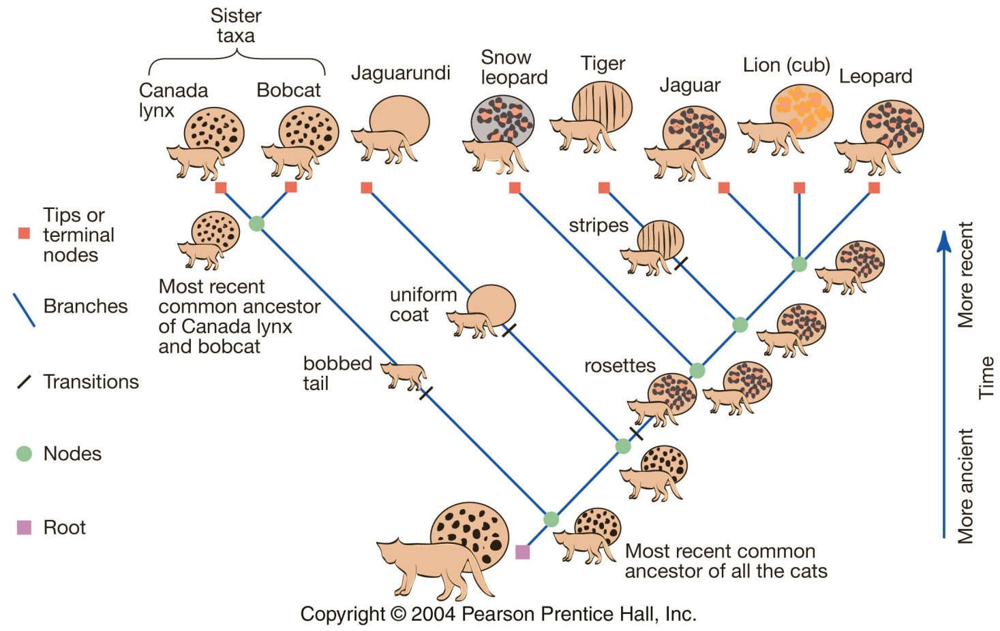 Sister
taxa
Canada
lynx
Bobcat
Jaguarundi
Snow
leopard
Tiger
Jaguar
Lion (cub)
Leopard
Tips or
terminal
nodes
Branches
Transitions
Nodes
Root
Most recent
common ancestor
of Canada lynx
and bobcat
bobbed
tail
uniform
coat
stripes
rosettes
Most recent common
ancestor of all the cats
More recent
Time
More ancient
Copyright © 2004 Pearson Prentice Hall, Inc.